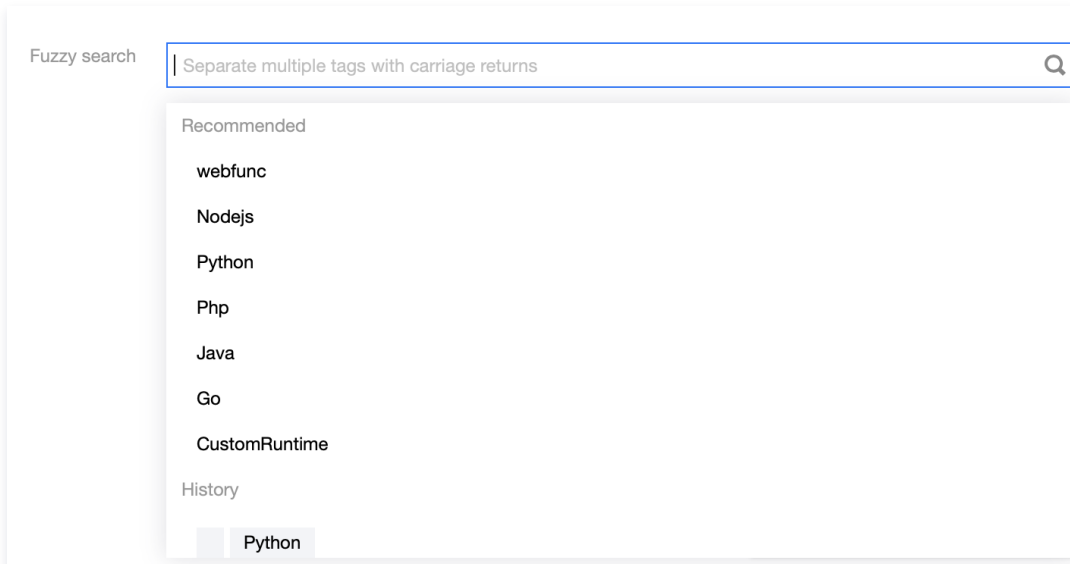 Fuzzy search
Separate multiple tags with carriage returns
Recommended
webfunc
Nodejs
Python
Php
Java
Go
CustomRuntime
History
Python